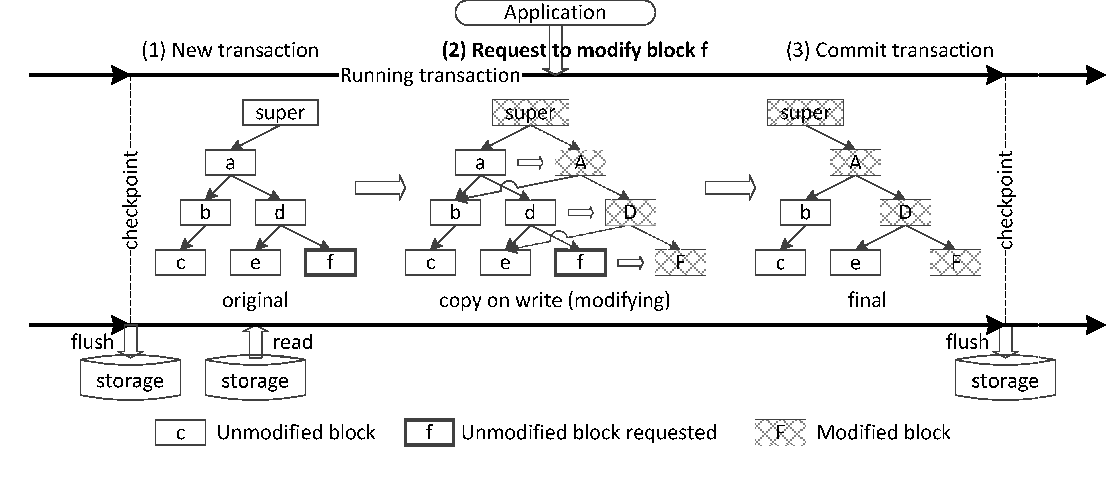 Application
(1) New transaction
(2) Request to modify block f
(3) Commit transaction
Running transaction
checkpoint
super
a
b
d
c
e
f
original
super
a
A
b
d
D
c
e
f
F
copy on write (modifying)
super
A
b
D
c
e
F
final
checkpoint
flush
read
flush
storage
storage
storage
c Unmodified block
f Unmodified block requested
F Modified block